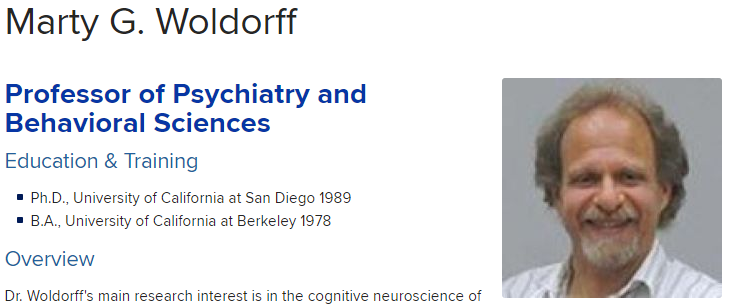 Marty G. Woldorff
Professor of Psychiatry and
Behavioral Sciences
Education & Training
Ph.D., University of California at San Diego 1989
B.A., University of California at Berkeley 1978
Overview
Dr. Woldorff's main research interest is in the cognitive neuroscience of